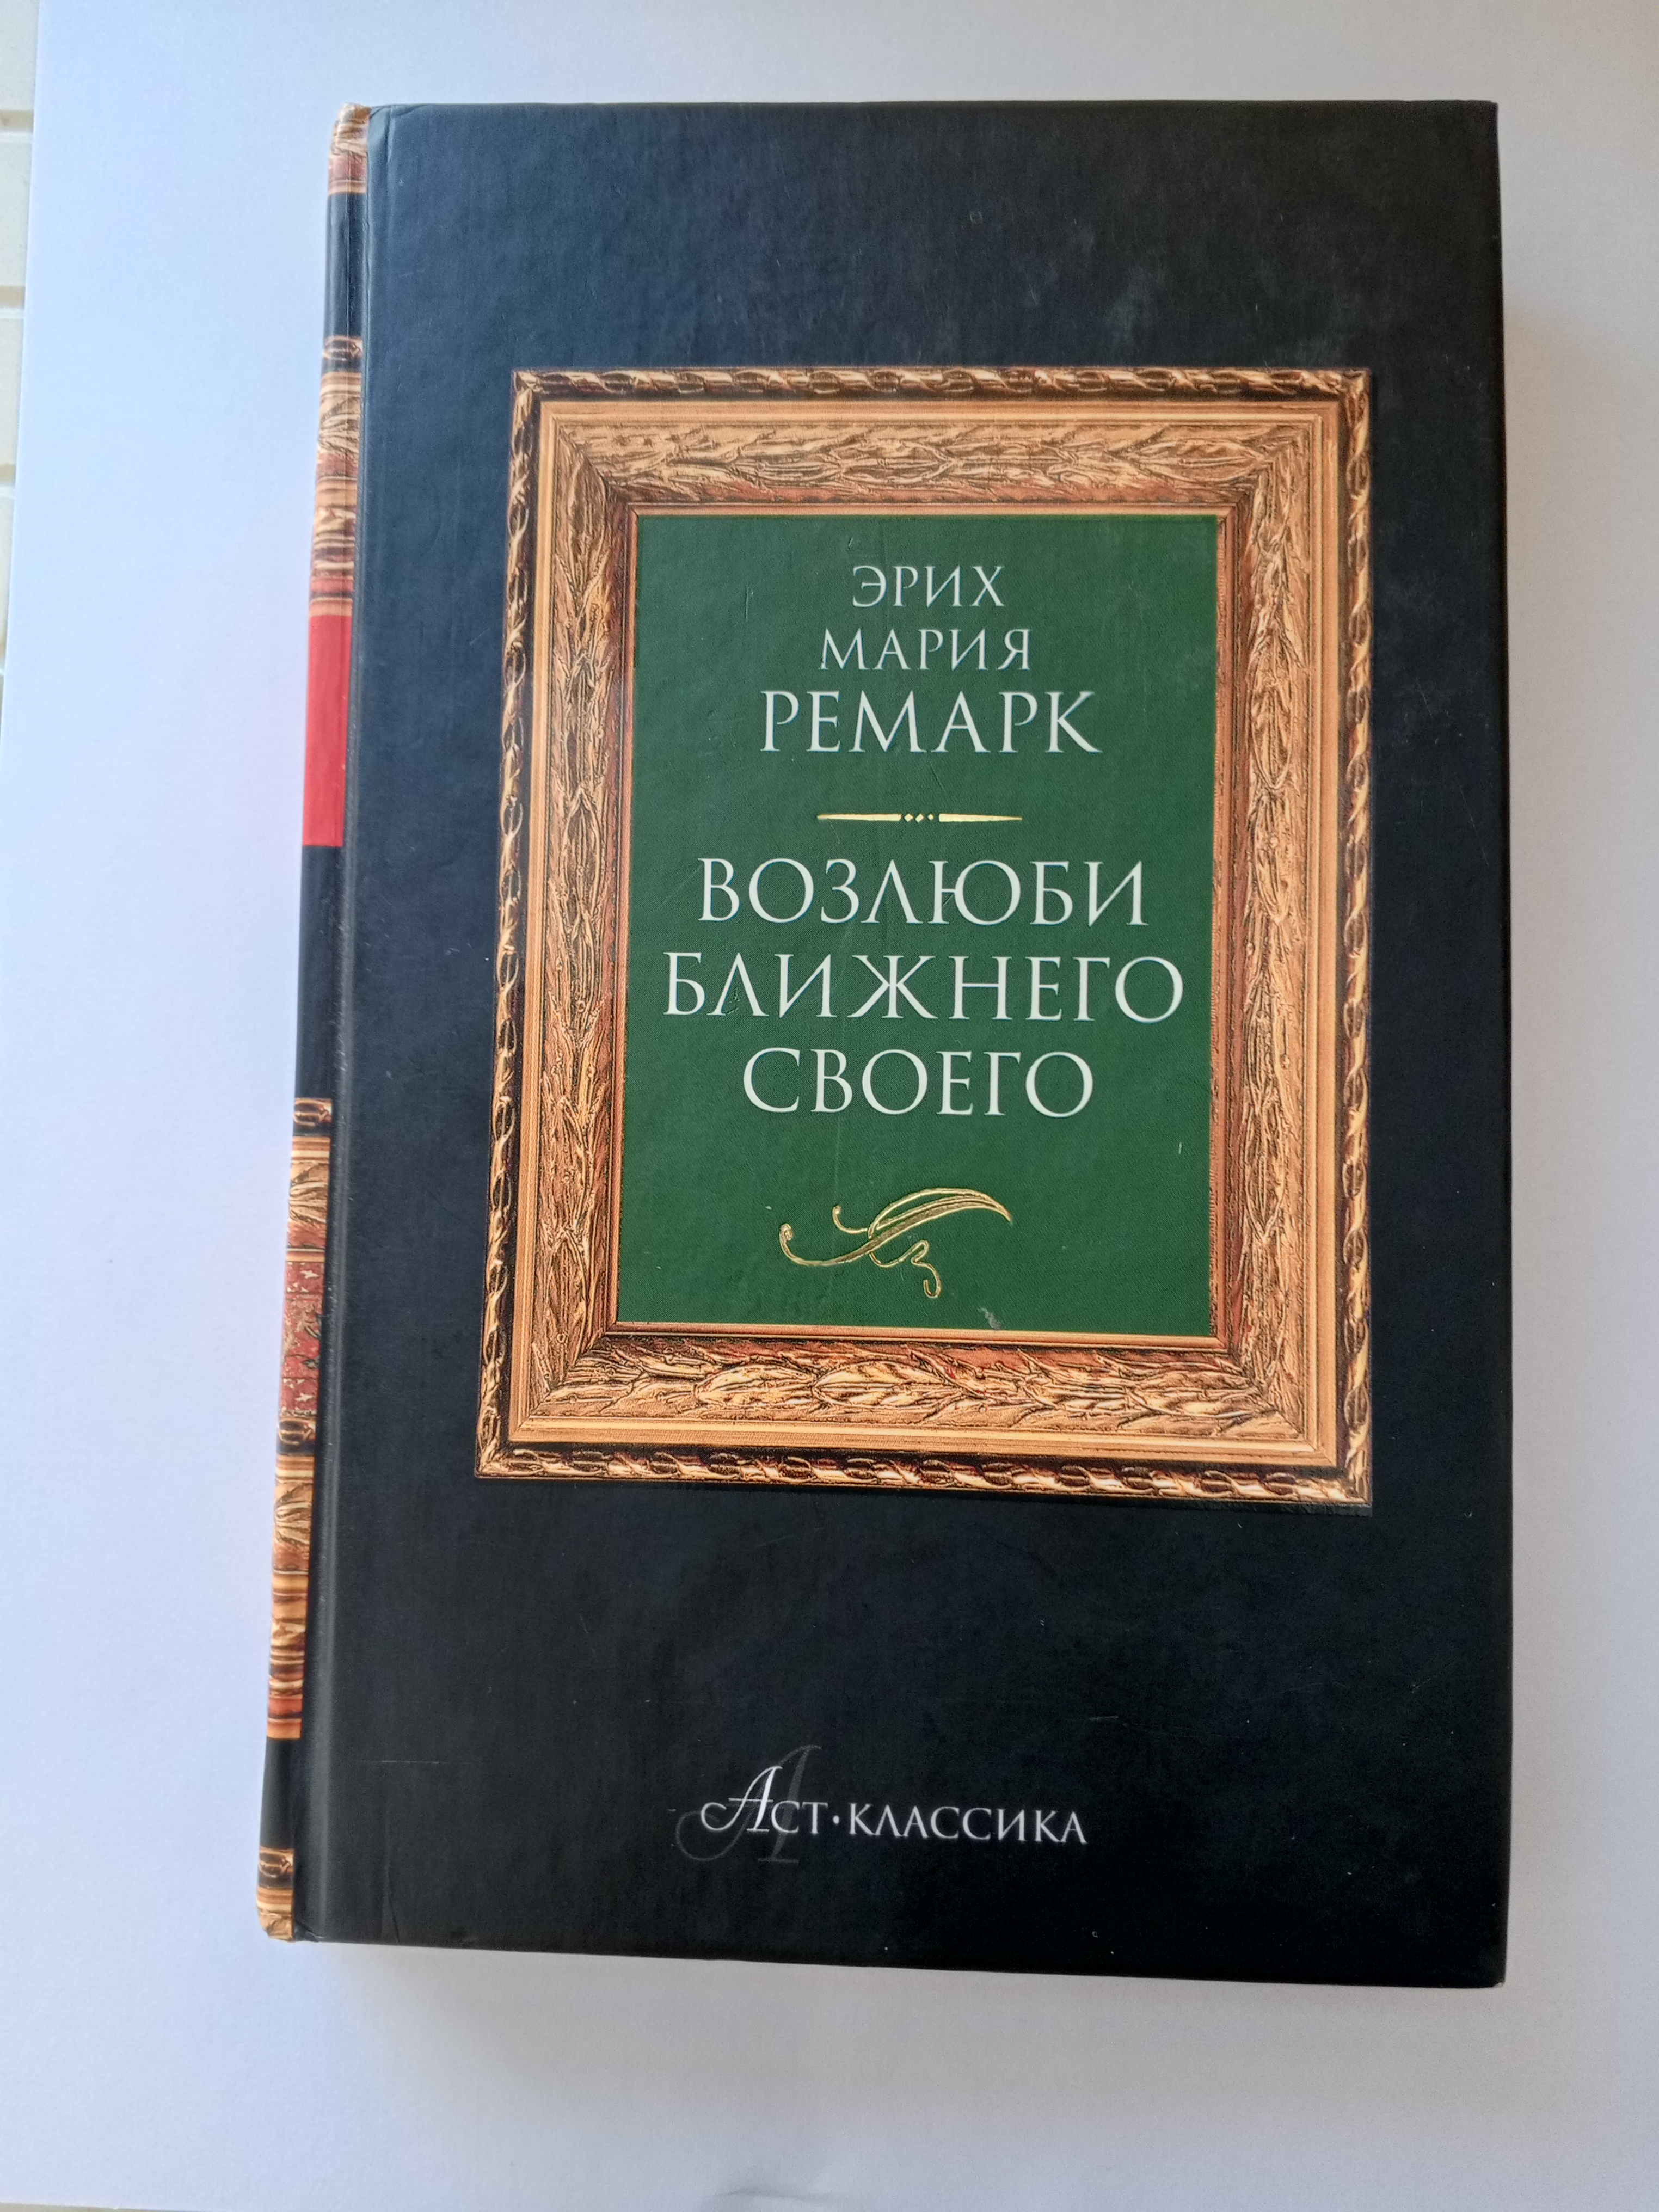 ЭРИХ
МАРИЯ
РЕМАРК
ВОЗЛЮБИ
БЛИЖНЕГО
СВОЕГО
АСТ·КЛАССИКА